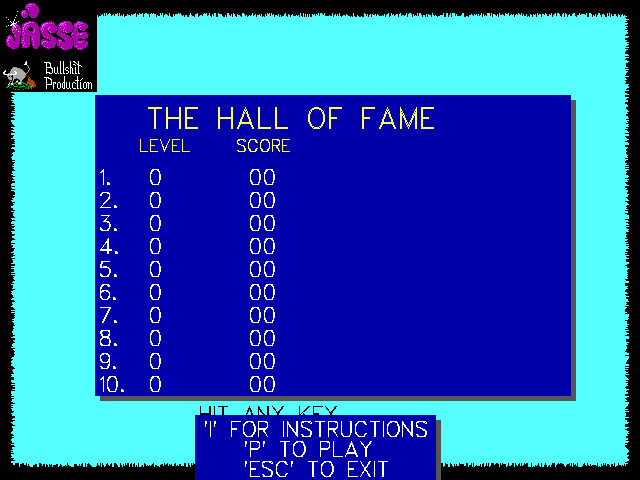 JÄSSE
Bullshit
Production
THE HALL OF FAME
LEVEL SCORE
1. 0 00
2. 0 00
3. 0 00
4. 0 00
5. 0 00
6. 0 00
7. 0 00
8. 0 00
9. 0 00
10. 0 00
HIT ANY KEY
'I' FOR INSTRUCTIONS
'P' TO PLAY
'ESC' TO EXIT